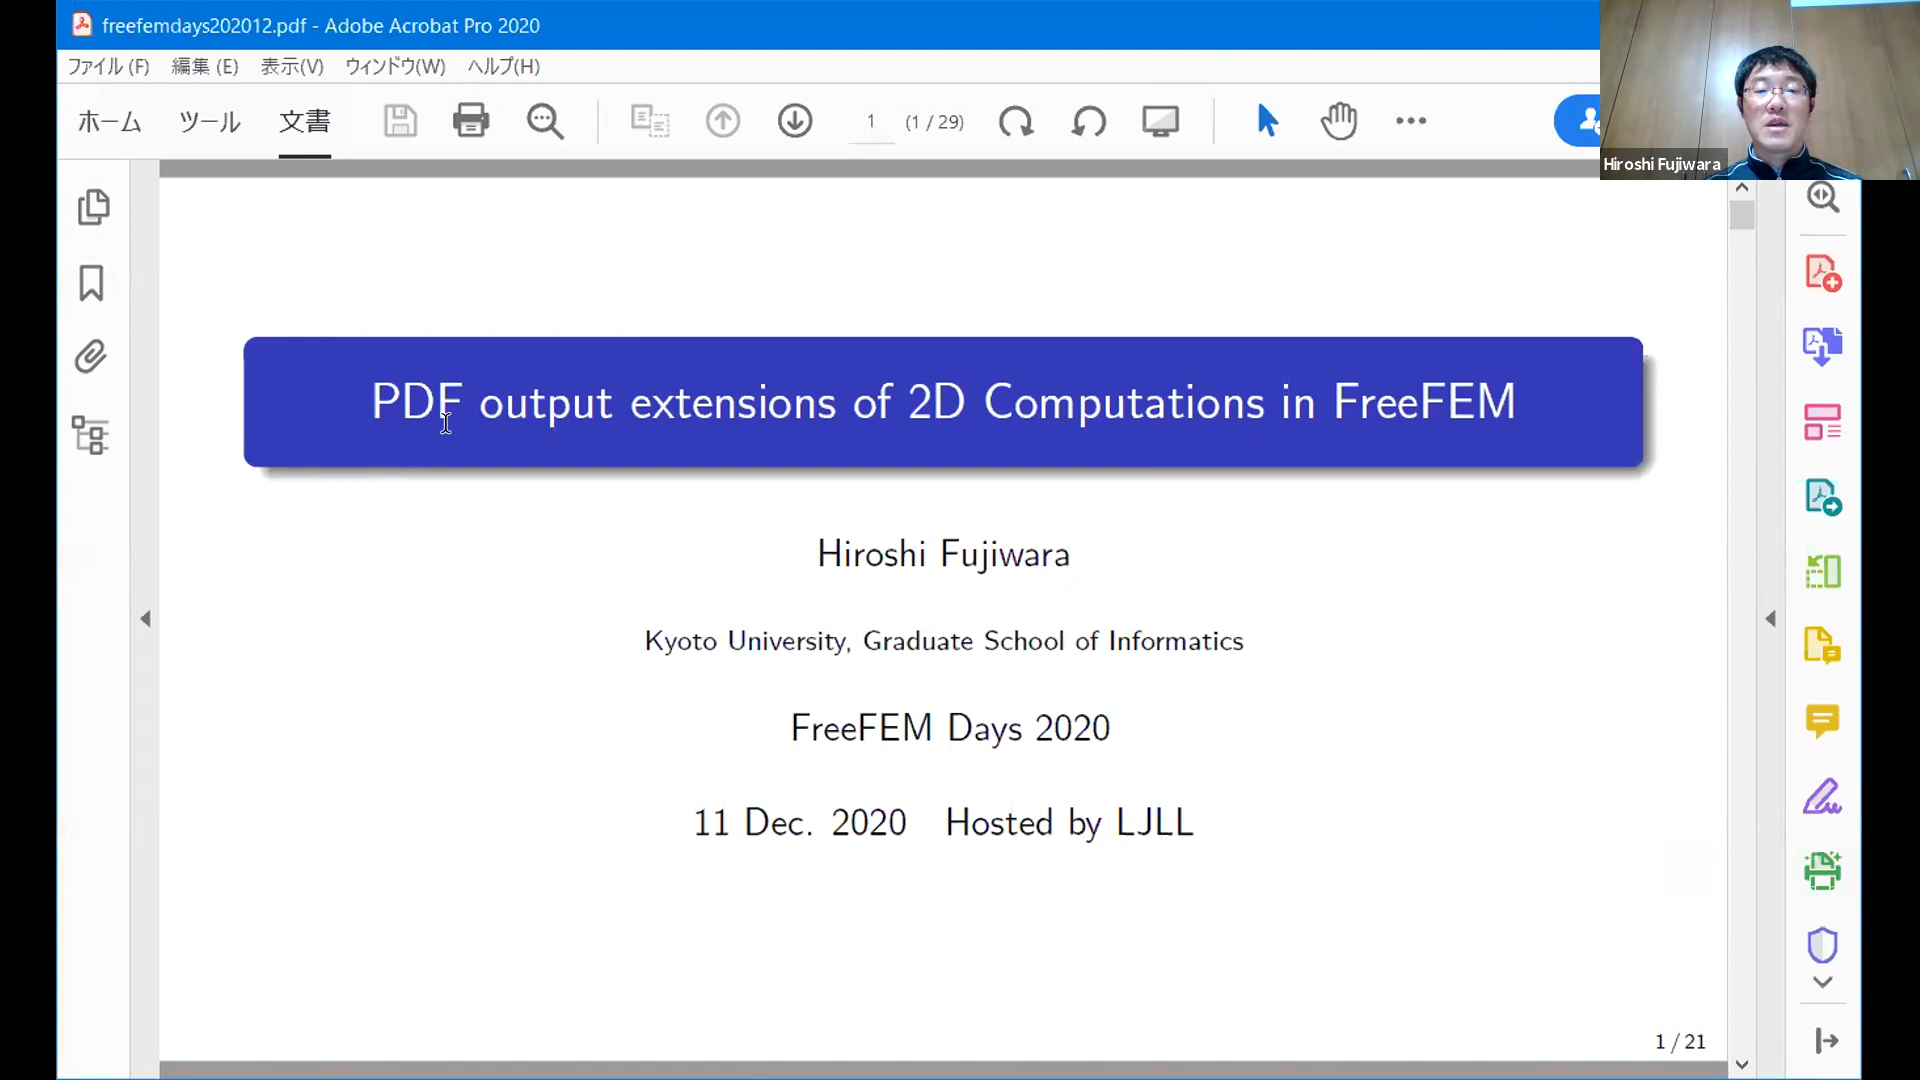 freefemdays202012.pdf - Adobe Acrobat Pro 2020
ファイル (F) 編集 (E) 表示(V) ウィンドウ(W) ヘルプ(H)
ホーム ツール 文書 1 (1 / 29)
Hiroshi Fujiwara
PDF output extensions of 2D Computations in FreeFEM
Hiroshi Fujiwara
Kyoto University, Graduate School of Informatics
FreeFEM Days 2020
11 Dec. 2020 Hosted by LJLL
1 / 21